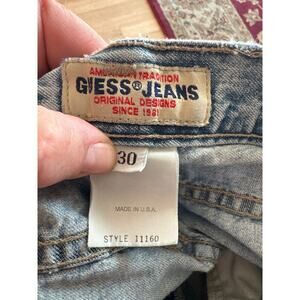 AMERICAN TRADITION
GUESS® JEANS
ORIGINAL DESIGNS
SINCE 1981
30
MADE IN U.S.A.
STYLE 11160